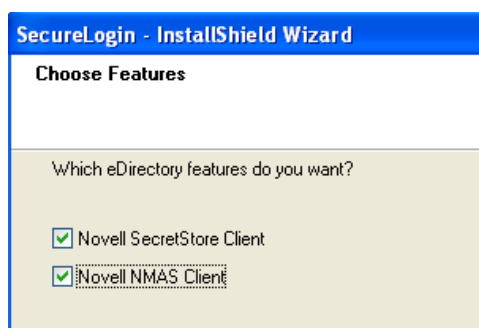 SecureLogin - InstallShield Wizard
Choose Features
Which eDirectory features do you want?
Novell SecretStore Client
Novell NMAS Client